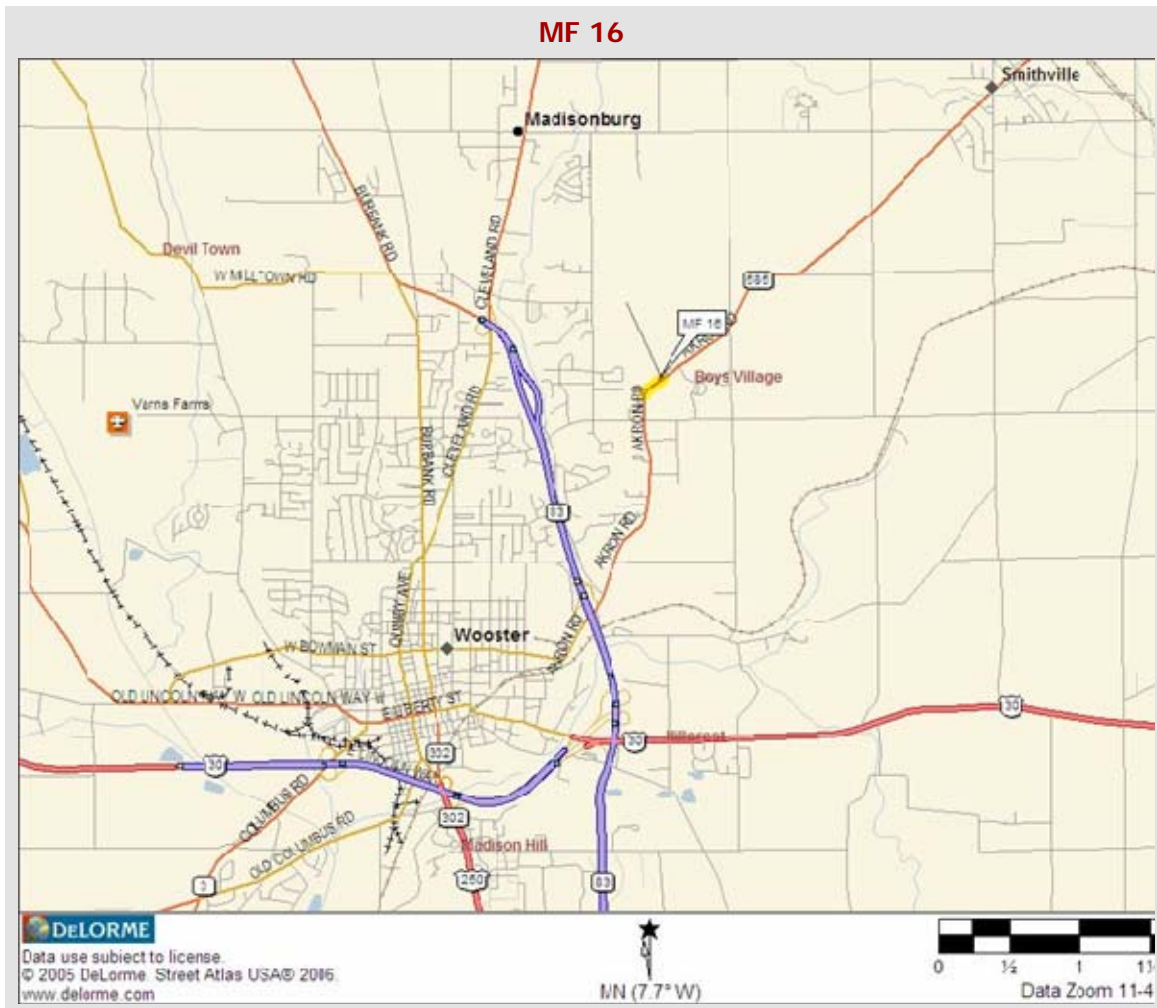 MF 16
Smithville
Madisonburg
BURBANK RD
CLEVELAND RD
Devil Town
W MILLTOWN RD
585
MF 16
Boys Village
AKRON RD
Varns Farms
CLEVELAND RD
BURBANK RD
AKRON RD
QUINBY AVE
Wooster
W BOWMAN ST
AKRON RD
OLD LINCOLN WAY W
OLD LINCOLN WAY W
E LIBERTY ST
30
302
30
Hillcrest
30
COLUMBUS RD
302
OLD COLUMBUS RD
Madison Hill
3
250
83
DELORME
Data use subject to license.
© 2005 DeLorme. Street Atlas USA® 2006.
www.delorme.com
MN (7.7° W)
0 ½ 1
Data Zoom 11-4